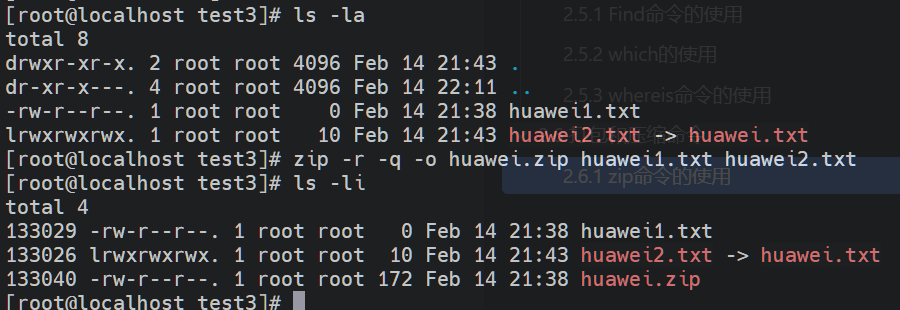 [root@localhost test3]# ls -la
total 8
drwxr-xr-x. 2 root root 4096 Feb 14 21:43 .
dr-xr-x---. 4 root root 4096 Feb 14 22:11 ..
-rw-r--r--. 1 root root    0 Feb 14 21:38 huawei1.txt
lrwxrwxrwx. 1 root root   10 Feb 14 21:43 huawei2.txt -> huawei.txt
[root@localhost test3]# zip -r -q -o huawei.zip huawei1.txt huawei2.txt
[root@localhost test3]# ls -li
total 4
133029 -rw-r--r--. 1 root root   0 Feb 14 21:38 huawei1.txt
133026 lrwxrwxrwx. 1 root root  10 Feb 14 21:43 huawei2.txt -> huawei.txt
133040 -rw-r--r--. 1 root root 172 Feb 14 21:38 huawei.zip
[root@localhost test3]#
2.5.1 Find命令的使用
2.5.2 which的使用
2.5.3 whereis命令的使用
2.6.1 zip命令的使用